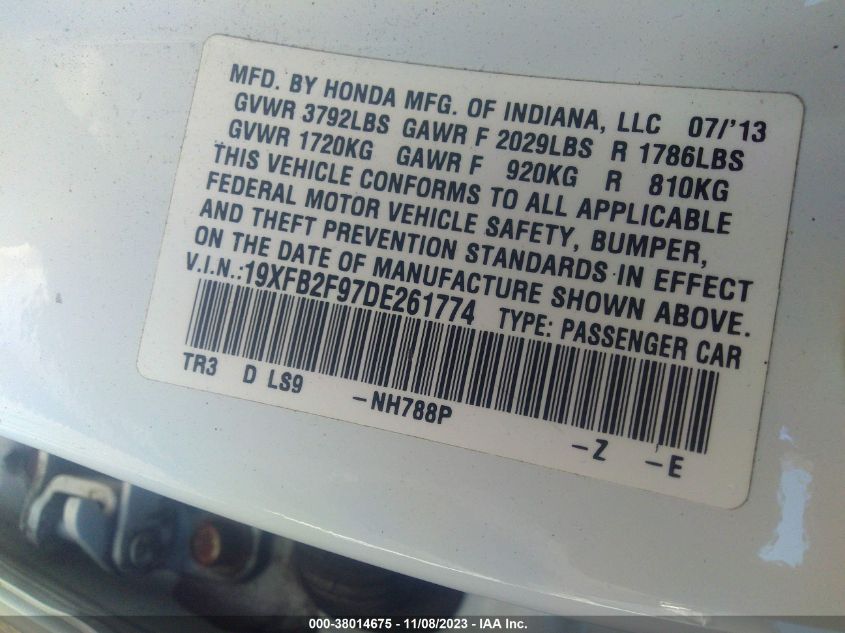 MFD. BY HONDA MFG. OF INDIANA, LLC 07/'13
GVWR 3792LBS GAWR F 2029LBS R 1786LBS
GVWR 1720KG GAWR F 920KG R 810KG
THIS VEHICLE CONFORMS TO ALL APPLICABLE
FEDERAL MOTOR VEHICLE SAFETY, BUMPER,
AND THEFT PREVENTION STANDARDS IN EFFECT
ON THE DATE OF MANUFACTURE SHOWN ABOVE.
V.I.N.:19XFB2F97DE261774 TYPE: PASSENGER CAR
TR3 D LS9 -NH788P -Z -E
000-38014675 - 11/08/2023 - IAA Inc.